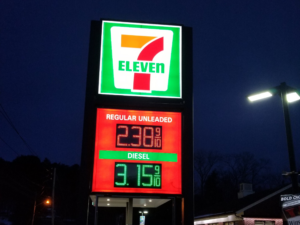 7
ELEVEN
REGULAR UNLEADED
2.38 9/10
DIESEL
3.15 9/10